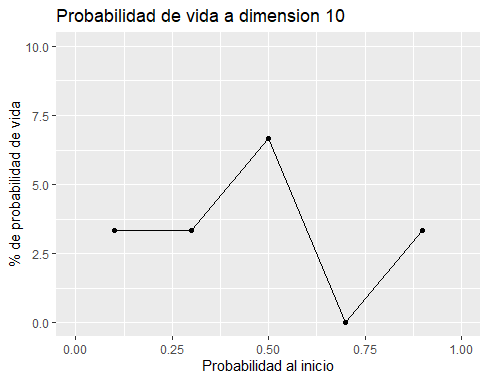 Probabilidad de vida a dimension 10
% de probabilidad de vida
10.0
7.5
5.0
2.5
0.0
0.00 0.25 0.50 0.75 1.00
Probabilidad al inicio